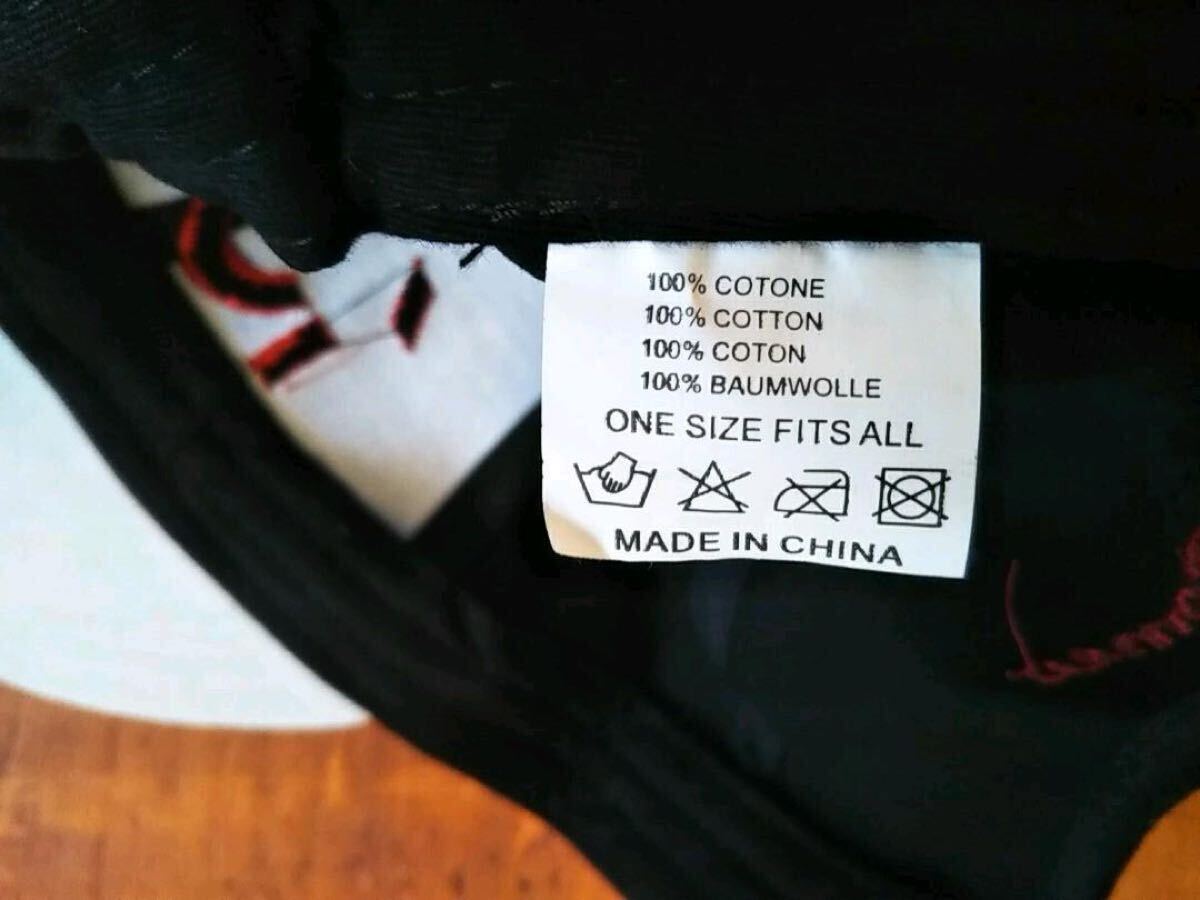 100% COTONE
100% COTTON
100% COTON
100% BAUMWOLLE
ONE SIZE FITS ALL
MADE IN CHINA